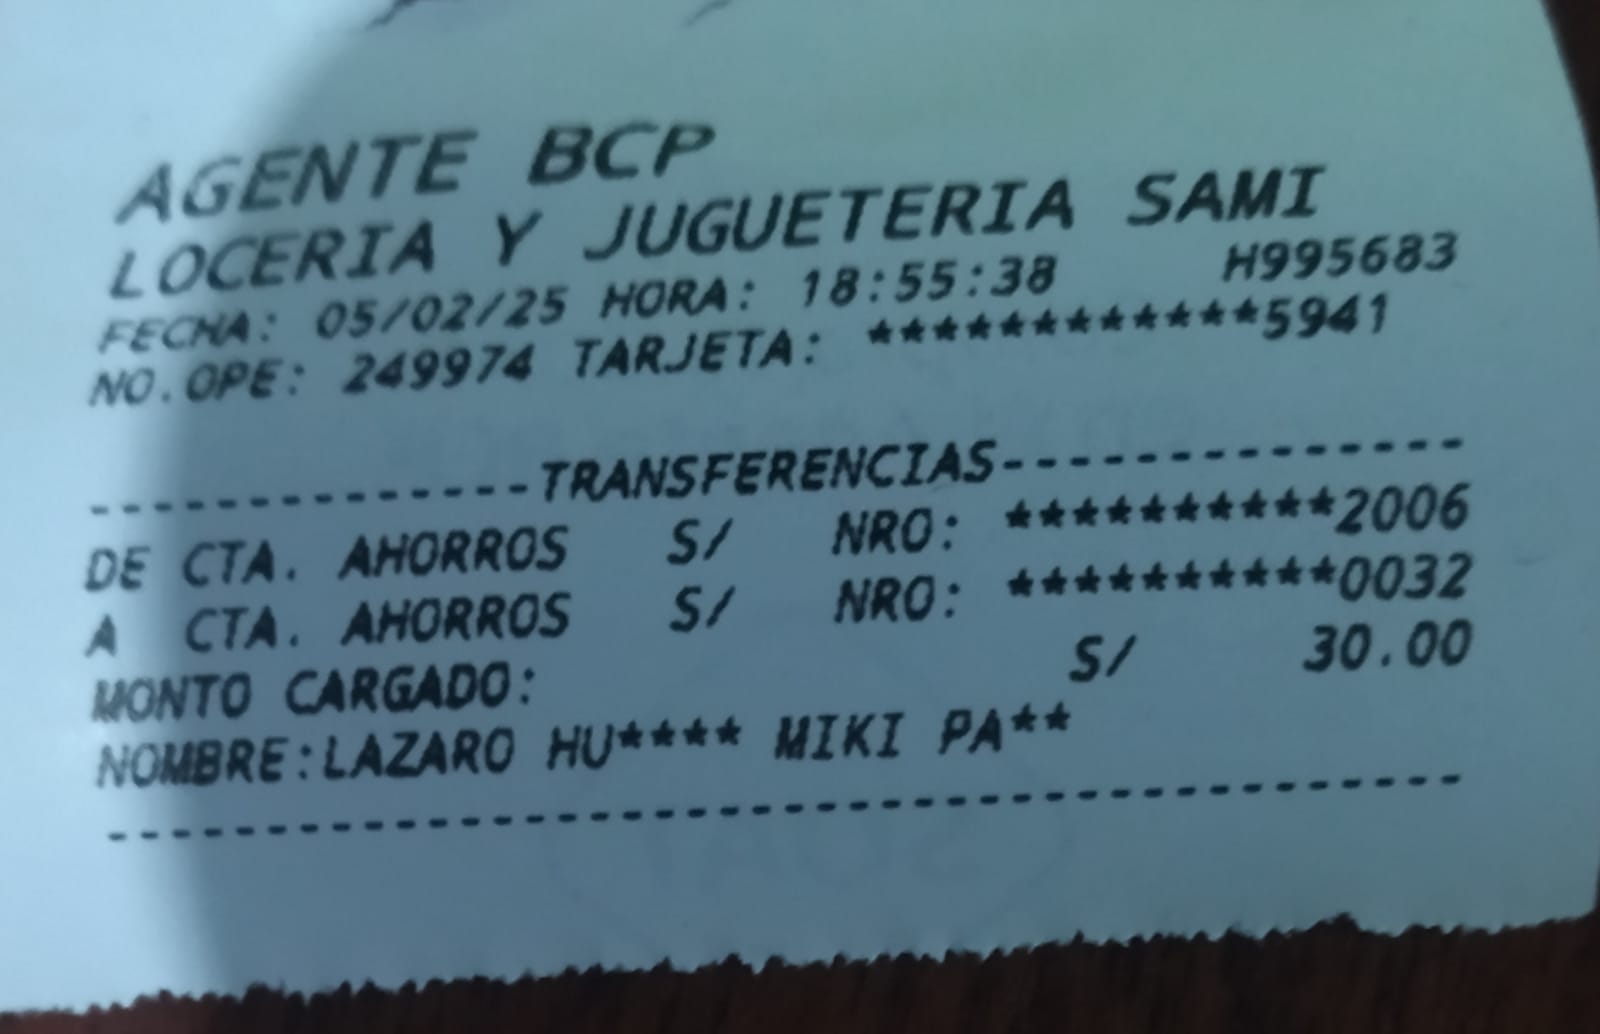 AGENTE BCP
LOCERIA Y JUGUETERIA SAMI
FECHA: 05/02/25 HORA: 18:55:38 H995683
NO.OPE: 249974 TARJETA: ************5941
--------------TRANSFERENCIAS--------------
DE CTA. AHORROS S/ NRO: **********2006
A CTA. AHORROS S/ NRO: **********0032
MONTO CARGADO: S/ 30.00
NOMBRE:LAZARO HU**** MIKI PA**
------------------------------------------